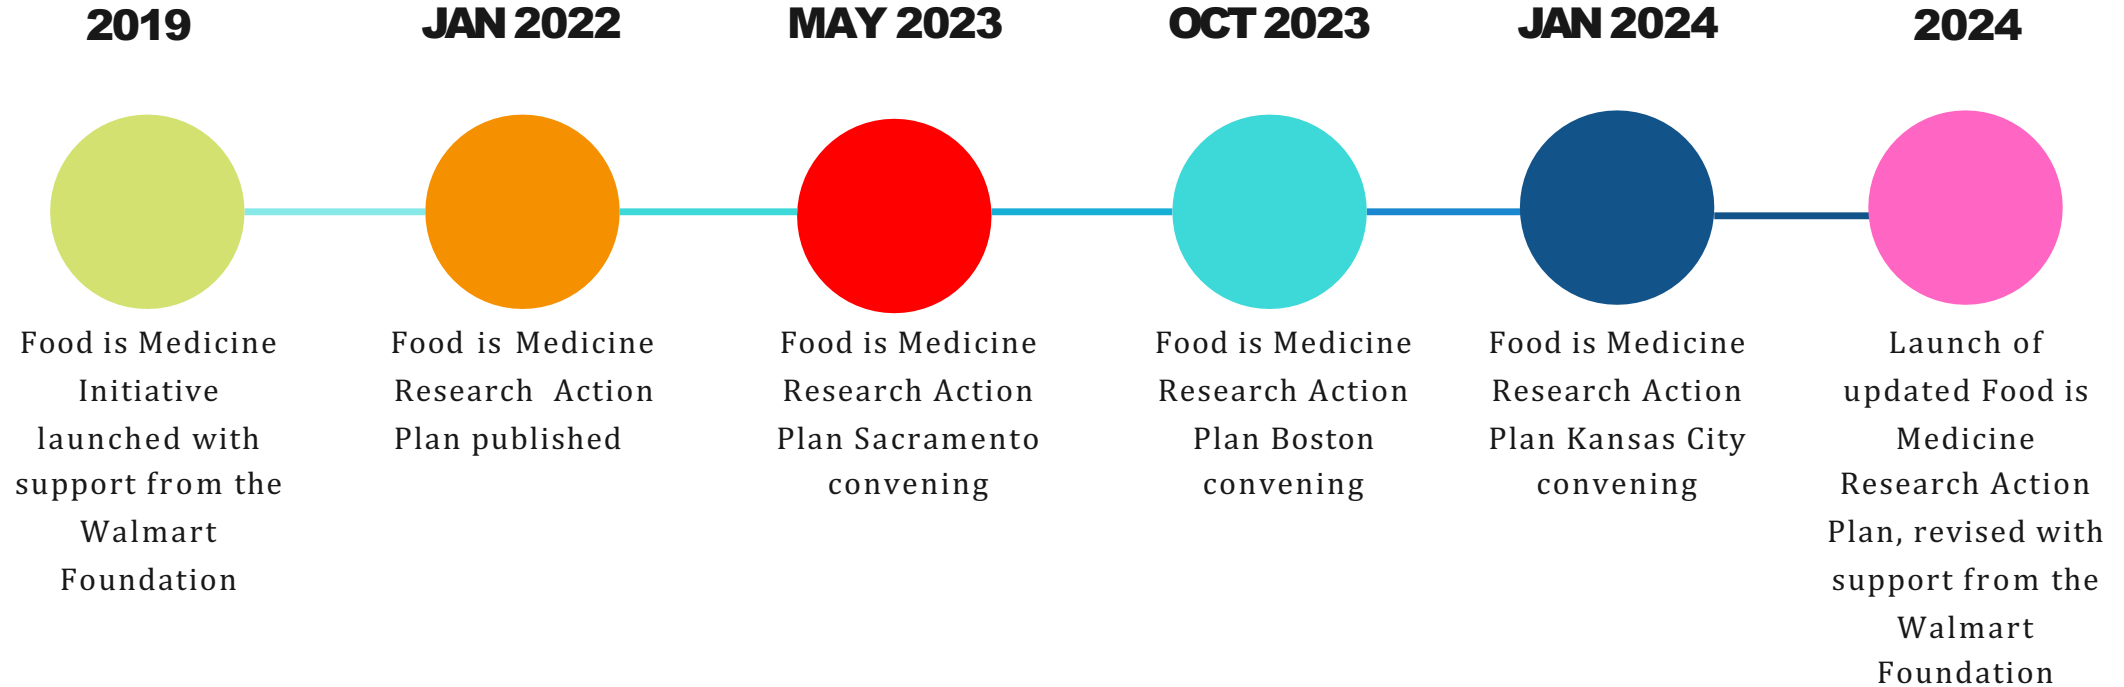 2019
Food is Medicine
Initiative
launched with
support from the
Walmart
Foundation
JAN 2022
Food is Medicine
Research Action
Plan published
MAY 2023
Food is Medicine
Research Action
Plan Sacramento
convening
OCT 2023
Food is Medicine
Research Action
Plan Boston
convening
JAN 2024
Food is Medicine
Research Action
Plan Kansas City
convening
2024
Launch of
updated Food is
Medicine
Research Action
Plan, revised with
support from the
Walmart
Foundation